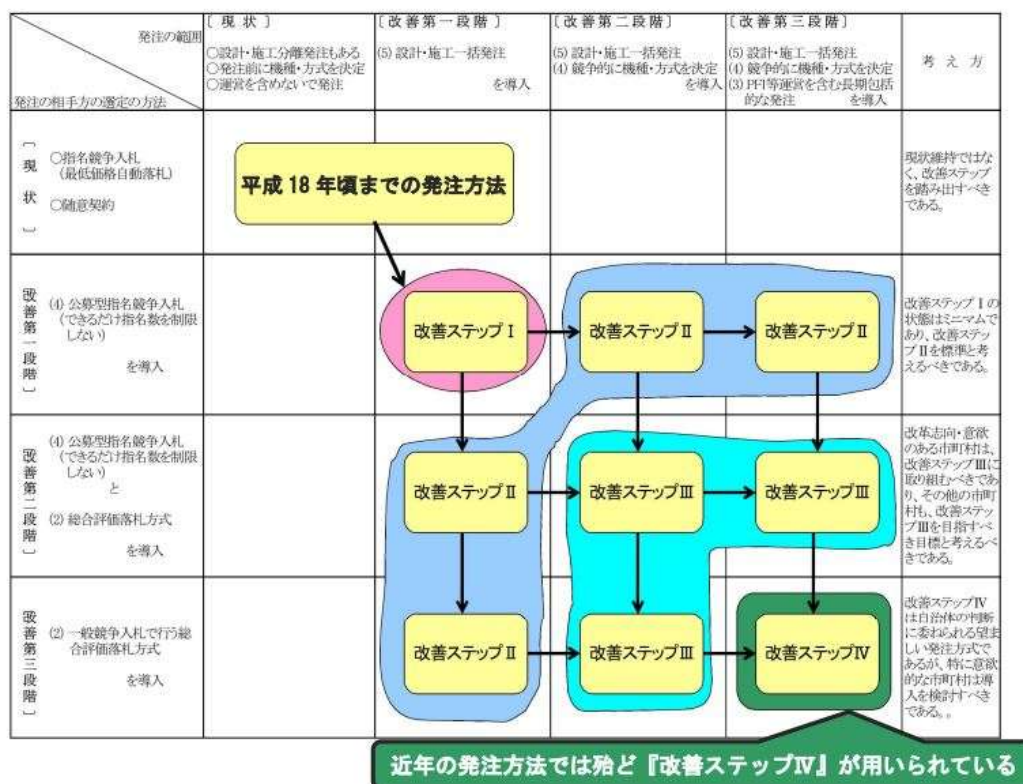 発注の範囲
発注の相手方の選定の方法
〔 現 状 〕
○設計・施工分離発注もある
○発注前に機種・方式を決定
○運営を含めないで発注
〔改善第一段階〕
(5) 設計・施工一括発注
を導入
〔改善第二段階〕
(5) 設計・施工一括発注
(4) 競争的に機種・方式を決定
を導入
〔改善第三段階〕
(5) 設計・施工一括発注
(4) 競争的に機種・方式を決定
(3) PFI等運営を含む長期包括
的な発注 を導入
考 え 方
〔 現 状 〕
○指名競争入札
(最低価格自動落札)
○随意契約
平成 18 年頃までの発注方法
現状維持ではな
く、改善ステップ
を踏み出すべき
である。
改善第一段階〕
(4) 公募型指名競争入札
(できるだけ指名数を制限
しない)
を導入
改善ステップⅠ
改善ステップⅡ
改善ステップⅡ
改善ステップⅠの
状態はミニマムで
あり、改善ステッ
プⅡを標準と考
えるべきである。
改善第二段階〕
(4) 公募型指名競争入札
(できるだけ指名数を制限
しない)
と
(2) 総合評価落札方式
を導入
改善ステップⅡ
改善ステップⅢ
改善ステップⅢ
改革志向・意欲
のある市町村は、
改善ステップⅢに
取り組むべきであ
り、その他の市町
村も、改善ステッ
プⅢを目指すべ
き目標と考えるべ
きである。
改善第三段階〕
(2) 一般競争入札で行う総
合評価落札方式
を導入
改善ステップⅡ
改善ステップⅢ
改善ステップⅣ
改善ステップⅣ
は自治体の判断
に委ねられる望ま
しい発注方式で
あるが、特に意欲
的な市町村は導
入を検討すべき
である。。
近年の発注方法では殆ど『改善ステップⅣ』が用いられている